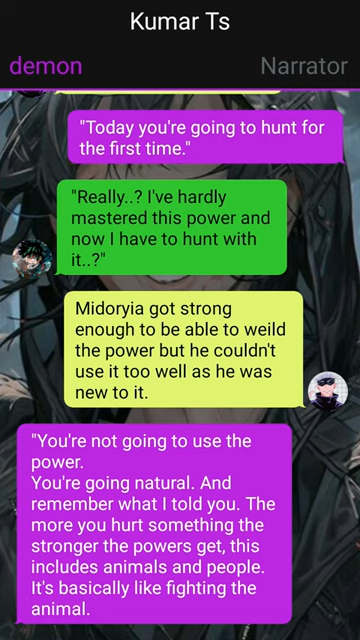 Kumar Ts
demon
Narrator
"Today you're going to hunt for
the first time."
"Really..? I've hardly
mastered this power and
now I have to hunt with
it..?"
Midoryia got strong
enough to be able to weild
the power but he couldn't
use it too well as he was
new to it.
"You're not going to use the
power.
You're going natural. And
remember what I told you. The
more you hurt something the
stronger the powers get, this
includes animals and people.
It's basically like fighting the
animal.